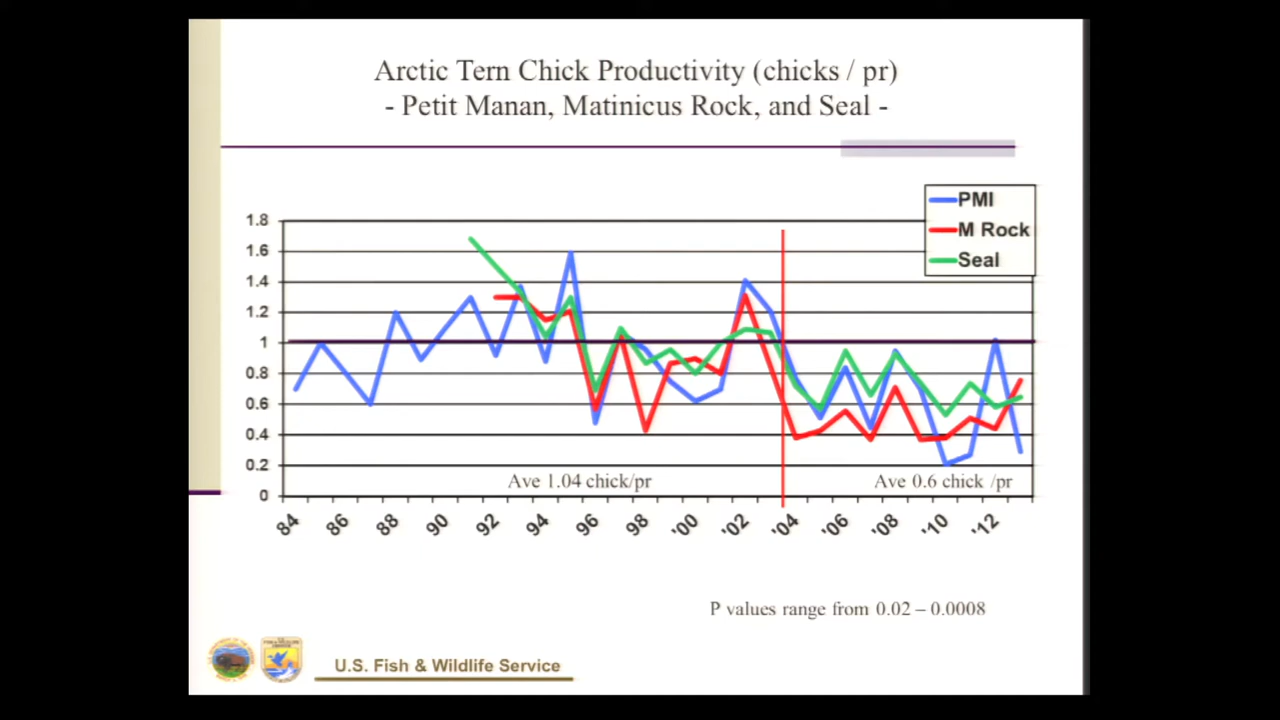 Arctic Tern Chick Productivity (chicks / pr)
- Petit Manan, Matinicus Rock, and Seal -
PMI
M Rock
Seal
1.8
1.6
1.4
1.2
1
0.8
0.6
0.4
0.2
0
Ave 1.04 chick/pr
Ave 0.6 chick /pr
84
86
88
90
92
94
96
98
'00
'02
'04
'06
'08
'10
'12
P values range from 0.02 – 0.0008
U.S. Fish & Wildlife Service